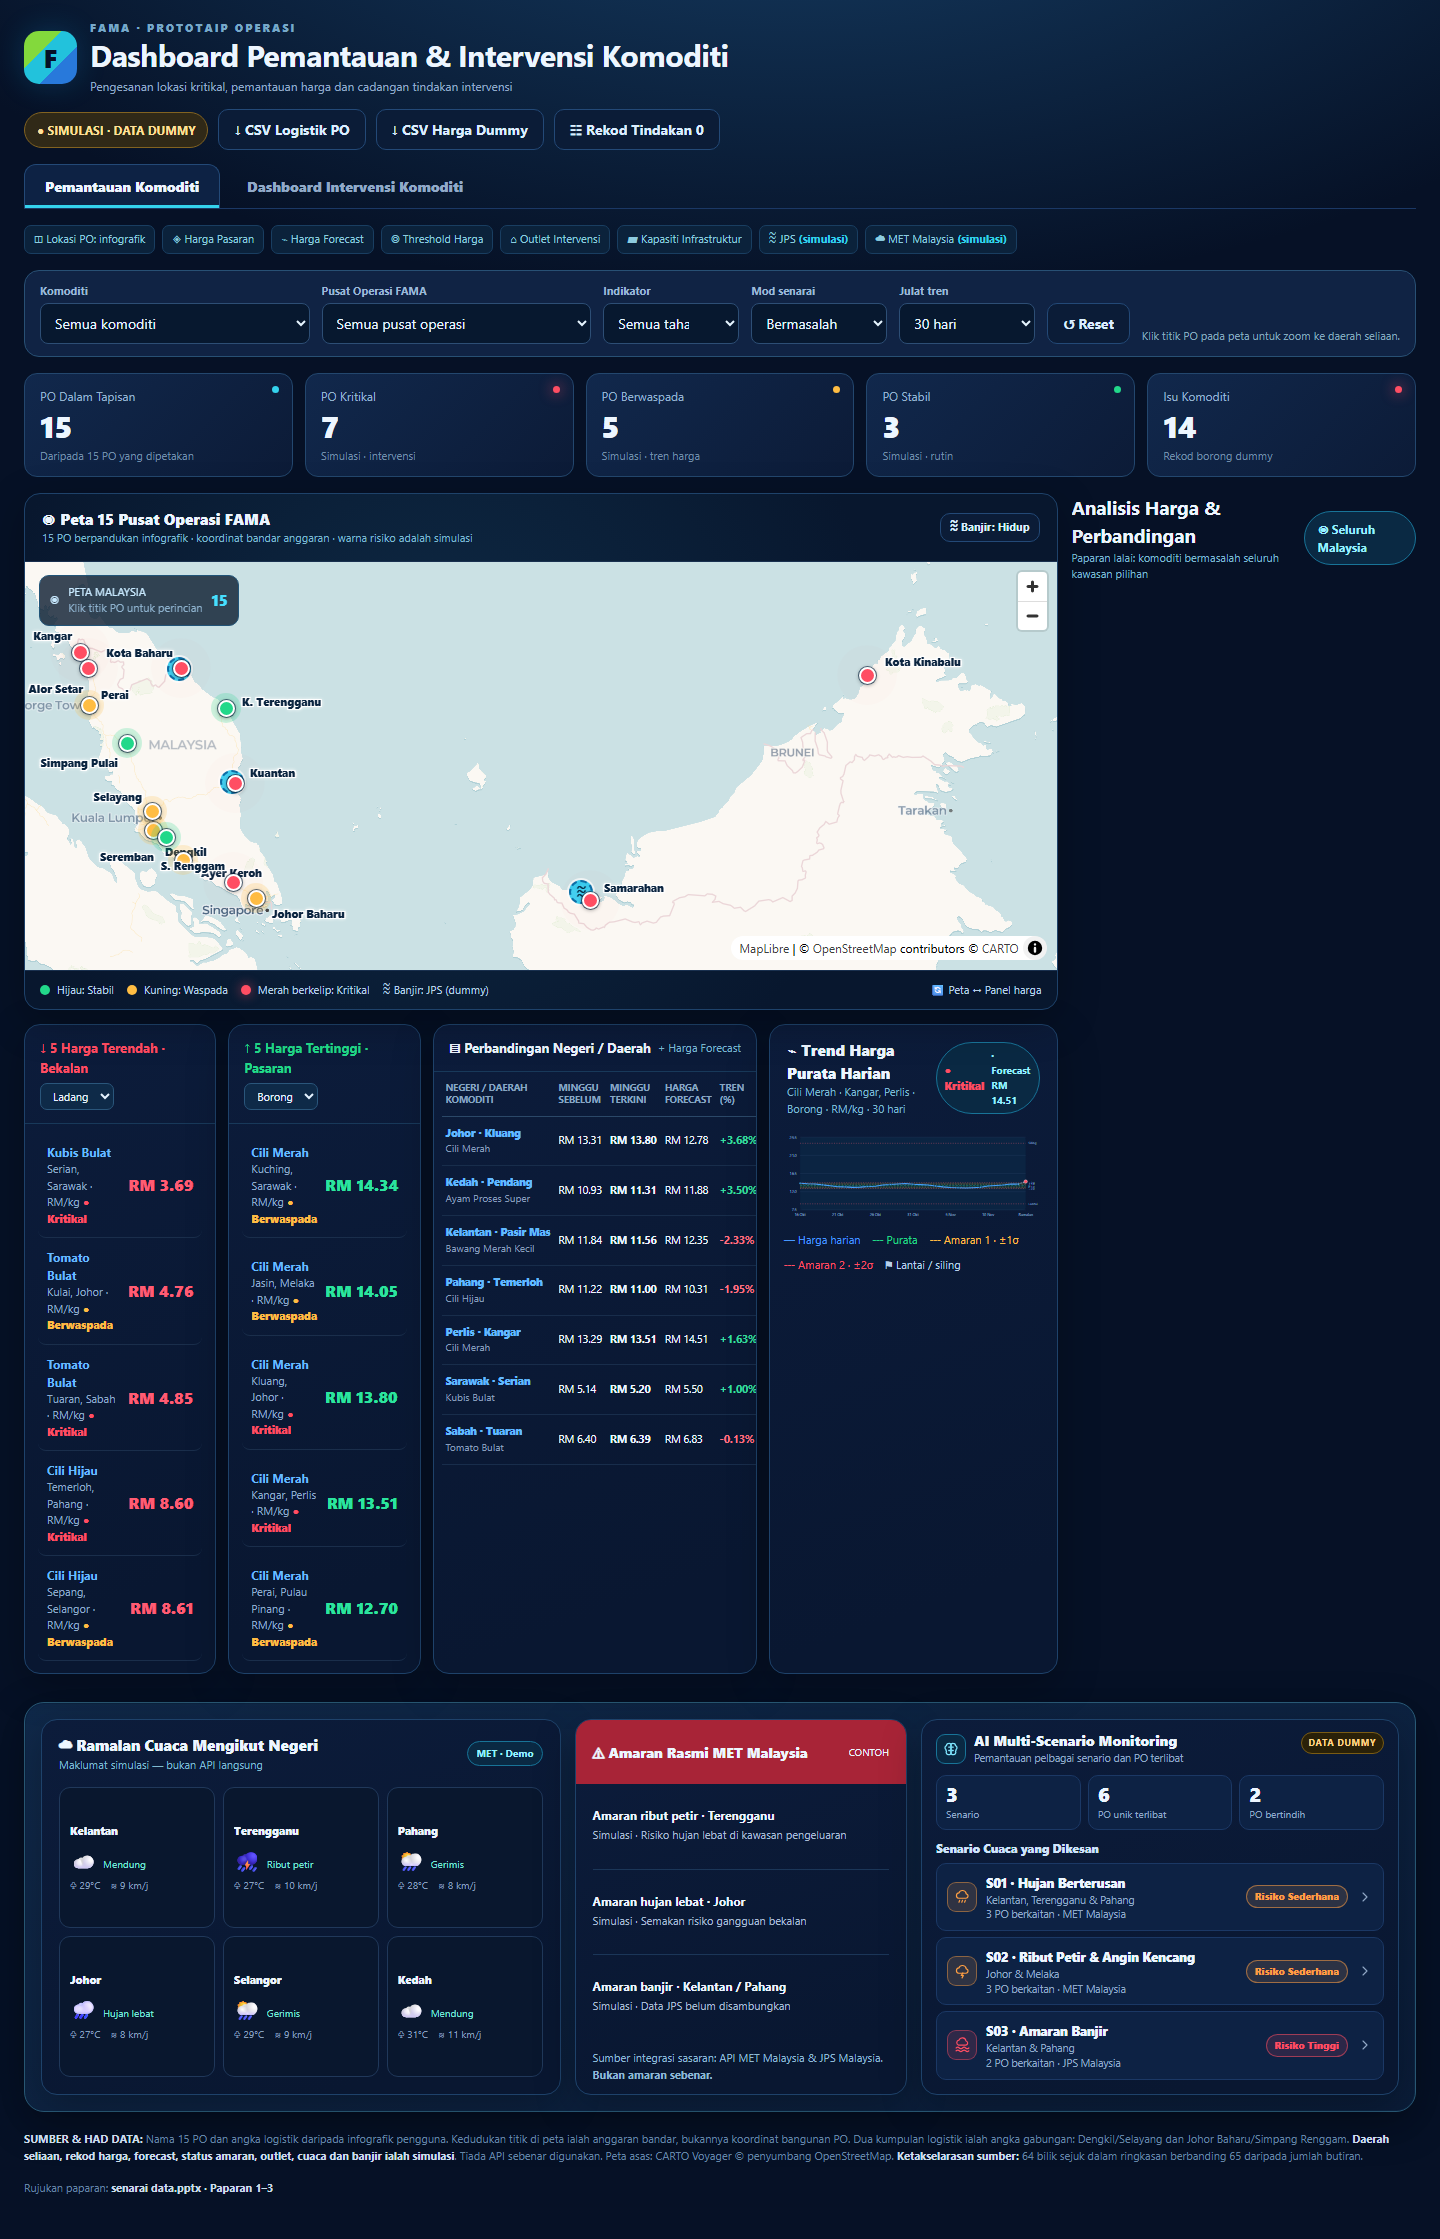 FAMA · PROTOTAIP OPERASI
F
Dashboard Pemantauan & Intervensi Komoditi
Pengesanan lokasi kritikal, pemantauan harga dan cadangan tindakan intervensi
● SIMULASI · DATA DUMMY
↓ CSV Logistik PO
↓ CSV Harga Dummy
☷ Rekod Tindakan 0
Pemantauan Komoditi
Dashboard Intervensi Komoditi
Lokasi PO: infografik
Harga Pasaran
Harga Forecast
Threshold Harga
Outlet Intervensi
Kapasiti Infrastruktur
JPS (simulasi)
MET Malaysia (simulasi)
Komoditi
Pusat Operasi FAMA
Indikator
Mod senarai
Julat tren
Semua komoditi
Semua pusat operasi
Semua taha
Bermasalah
30 hari
↺ Reset
Klik titik PO pada peta untuk zoom ke daerah seliaan.
PO Dalam Tapisan
15
Daripada 15 PO yang dipetakan
PO Kritikal
7
Simulasi · intervensi
PO Berwaspada
5
Simulasi · tren harga
PO Stabil
3
Simulasi · rutin
Isu Komoditi
14
Rekod borong dummy
Peta 15 Pusat Operasi FAMA
15 PO berpandukan infografik · koordinat bandar anggaran · warna risiko adalah simulasi
Banjir: Hidup
PETA MALAYSIA
Klik titik PO untuk perincian
15
+
−
Kangar
Kota Baharu
Alor Setar
Perai
orge Tow
K. Terengganu
MALAYSIA
Simpang Pulai
Kuantan
Selayang
Kuala Lump
Seremban
Dengkil
S. Renggam
Ayer Keroh
Singapore
Johor Baharu
Kota Kinabalu
BRUNEI
Tarakan
Samarahan
MapLibre | © OpenStreetMap contributors © CARTO
Hijau: Stabil
Kuning: Waspada
Merah berkelip: Kritikal
Banjir: JPS (dummy)
Peta ↔ Panel harga
Analisis Harga &
Perbandingan
Paparan lalai: komoditi bermasalah seluruh
kawasan pilihan
Seluruh
Malaysia
↓ 5 Harga Terendah ·
Bekalan
Ladang
Kubis Bulat
Serian,
Sarawak ·
RM/kg ●
Kritikal
RM 3.69
Tomato
Bulat
Kulai, Johor ·
RM/kg ●
Berwaspada
RM 4.76
Tomato
Bulat
Tuaran, Sabah
· RM/kg ●
Kritikal
RM 4.85
Cili Hijau
Temerloh,
Pahang ·
RM/kg ●
Kritikal
RM 8.60
Cili Hijau
Sepang,
Selangor ·
RM/kg ●
Berwaspada
RM 8.61
↑ 5 Harga Tertinggi ·
Pasaran
Borong
Cili Merah
Kuching,
Sarawak ·
RM/kg ●
Berwaspada
RM 14.34
Cili Merah
Jasin, Melaka
· RM/kg ●
Berwaspada
RM 14.05
Cili Merah
Kluang,
Johor ·
RM/kg ●
Kritikal
RM 13.80
Cili Merah
Kangar, Perlis
· RM/kg ●
Kritikal
RM 13.51
Cili Merah
Perai, Pulau
Pinang ·
RM/kg ●
Berwaspada
RM 12.70
Perbandingan Negeri / Daerah
+ Harga Forecast
NEGERI / DAERAH KOMODITI
MINGGU SEBELUM
MINGGU TERKINI
HARGA FORECAST
TREN (%)
Johor · Kluang
Cili Merah
RM 13.31 RM 13.80 RM 12.78 +3.68%
Kedah · Pendang
Ayam Proses Super
RM 10.93 RM 11.31 RM 11.88 +3.50%
Kelantan · Pasir Mas
Bawang Merah Kecil
RM 11.84 RM 11.56 RM 12.35 -2.33%
Pahang · Temerloh
Cili Hijau
RM 11.22 RM 11.00 RM 10.31 -1.95%
Perlis · Kangar
Cili Merah
RM 13.29 RM 13.51 RM 14.51 +1.63%
Sarawak · Serian
Kubis Bulat
RM 5.14 RM 5.20 RM 5.50 +1.00%
Sabah · Tuaran
Tomato Bulat
RM 6.40 RM 6.39 RM 6.83 -0.13%
Trend Harga
Purata Harian
Cili Merah · Kangar, Perlis ·
Borong · RM/kg · 30 hari
● Kritikal
· Forecast RM 14.51
Harga harian
Purata
Amaran 1 · ±1σ
Amaran 2 · ±2σ
Lantai / siling
Ramalan Cuaca Mengikut Negeri
Maklumat simulasi — bukan API langsung
MET · Demo
Kelantan
Mendung
29°C ≋ 9 km/j
Terengganu
Ribut petir
27°C ≋ 10 km/j
Pahang
Gerimis
28°C ≋ 8 km/j
Johor
Hujan lebat
27°C ≋ 8 km/j
Selangor
Gerimis
29°C ≋ 9 km/j
Kedah
Mendung
31°C ≋ 11 km/j
⚠ Amaran Rasmi MET Malaysia
CONTOH
Amaran ribut petir · Terengganu
Simulasi · Risiko hujan lebat di kawasan pengeluaran
Amaran hujan lebat · Johor
Simulasi · Semakan risiko gangguan bekalan
Amaran banjir · Kelantan / Pahang
Simulasi · Data JPS belum disambungkan
Sumber integrasi sasaran: API MET Malaysia & JPS Malaysia.
Bukan amaran sebenar.
AI Multi-Scenario Monitoring
Pemantauan pelbagai senario dan PO terlibat
DATA DUMMY
3
Senario
6
PO unik terlibat
2
PO bertindih
Senario Cuaca yang Dikesan
S01 · Hujan Berterusan
Kelantan, Terengganu & Pahang
3 PO berkaitan · MET Malaysia
Risiko Sederhana
S02 · Ribut Petir & Angin Kencang
Johor & Melaka
3 PO berkaitan · MET Malaysia
Risiko Sederhana
S03 · Amaran Banjir
Kelantan & Pahang
2 PO berkaitan · JPS Malaysia
Risiko Tinggi
SUMBER & HAD DATA: Nama 15 PO dan angka logistik daripada infografik pengguna. Kedudukan titik di peta ialah anggaran bandar, bukannya koordinat bangunan PO. Dua kumpulan logistik ialah angka gabungan: Dengkil/Selayang dan Johor Baharu/Simpang Renggam. Daerah
seliaan, rekod harga, forecast, status amaran, outlet, cuaca dan banjir ialah simulasi. Tiada API sebenar digunakan. Peta asas: CARTO Voyager © penyumbang OpenStreetMap. Ketakselarasan sumber: 64 bilik sejuk dalam ringkasan berbanding 65 daripada jumlah butiran.
Rujukan paparan: senarai data.pptx · Paparan 1–3